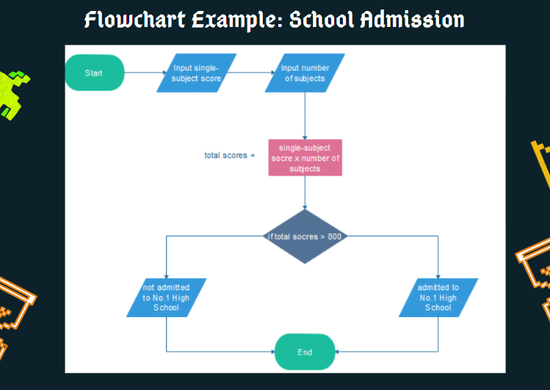 Flowchart Example: School Admission
Start
Input single-
subject score
Input number
of subjects
total scores =
single-subject
socre x number of
subjects
if total socres > 800
not admitted
to No.1 High
School
admitted to
No.1 High
School
End